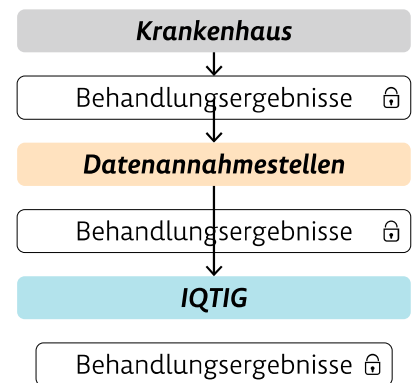 Krankenhaus
Behandlungsergebnisse
Datenannahmestellen
Behandlungsergebnisse
IQTIG
Behandlungsergebnisse